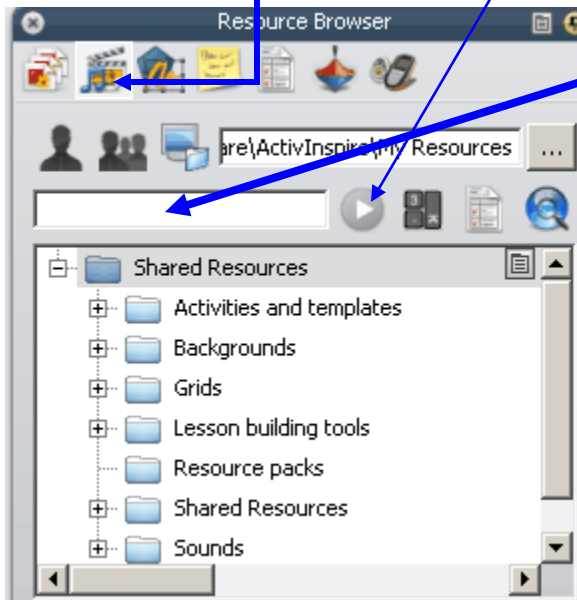 Resource Browser
are\ActivInspire\My Resources ...
Shared Resources
Activities and templates
Backgrounds
Grids
Lesson building tools
Resource packs
Shared Resources
Sounds